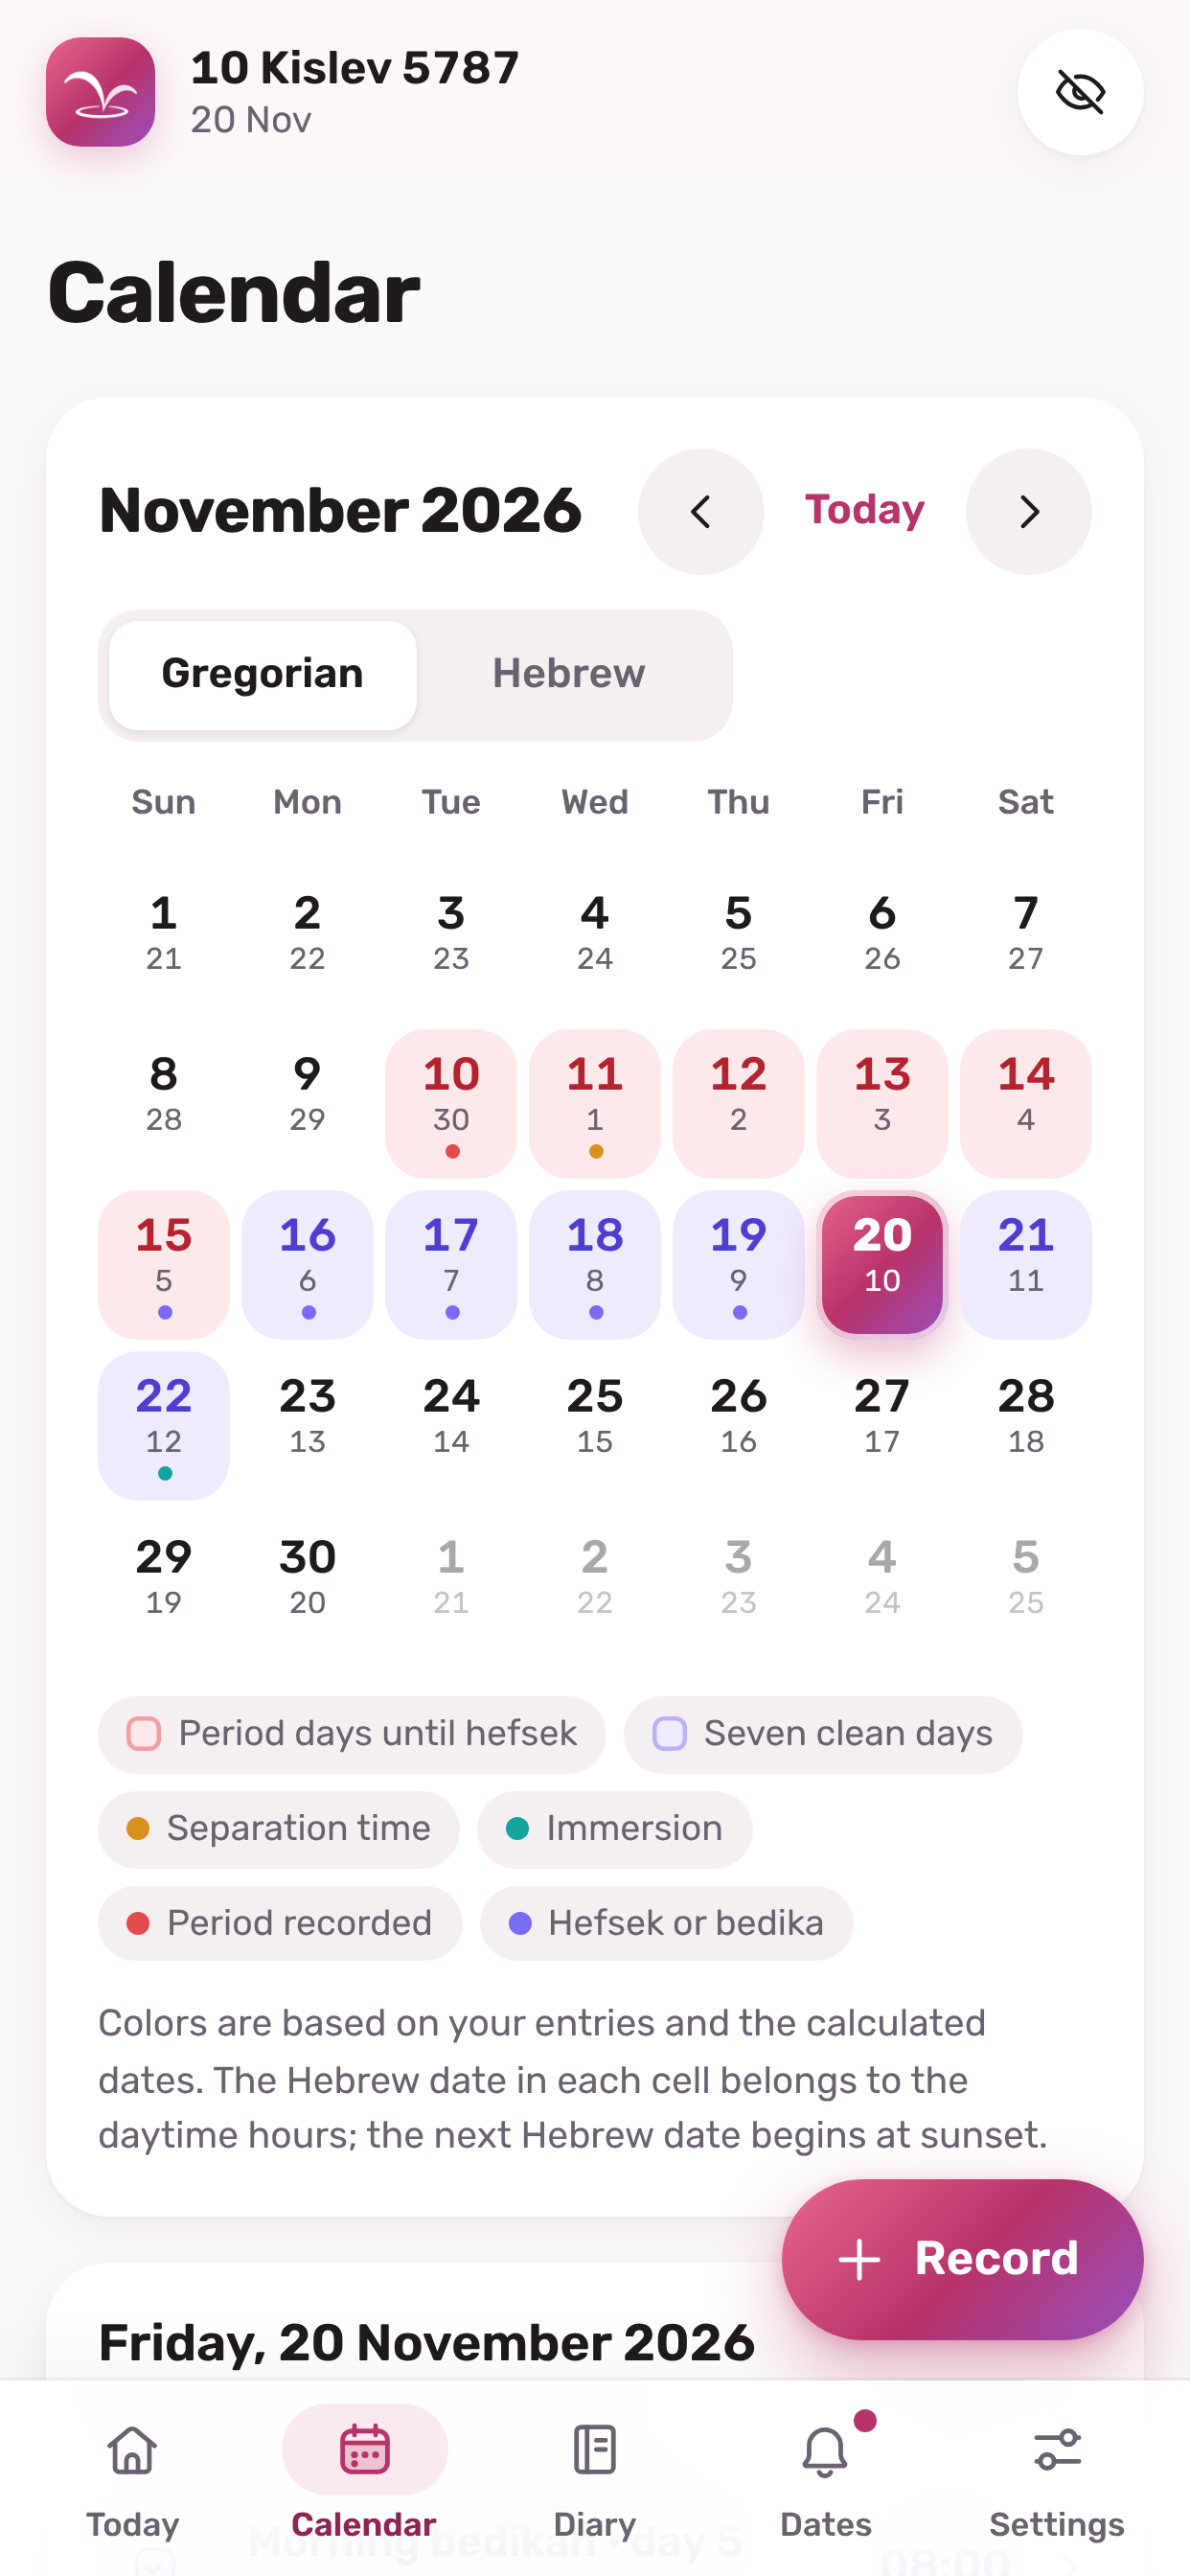 10 Kislev 5787
20 Nov
Calendar
November 2026
Today
Gregorian Hebrew
Sun Mon Tue Wed Thu Fri Sat
1 2 3 4 5 6 7
21 22 23 24 25 26 27
8 9 10 11 12 13 14
28 29 30 1 2 3 4
15 16 17 18 19 20 21
5 6 7 8 9 10 11
22 23 24 25 26 27 28
12 13 14 15 16 17 18
29 30 1 2 3 4 5
19 20 21 22 23 24 25
Period days until hefsek Seven clean days
Separation time Immersion
Period recorded Hefsek or bedika
Colors are based on your entries and the calculated
dates. The Hebrew date in each cell belongs to the
daytime hours; the next Hebrew date begins at sunset.
Record
Friday, 20 November 2026
Today Calendar Diary Dates Settings
Morning bedikah · day 5
08:00